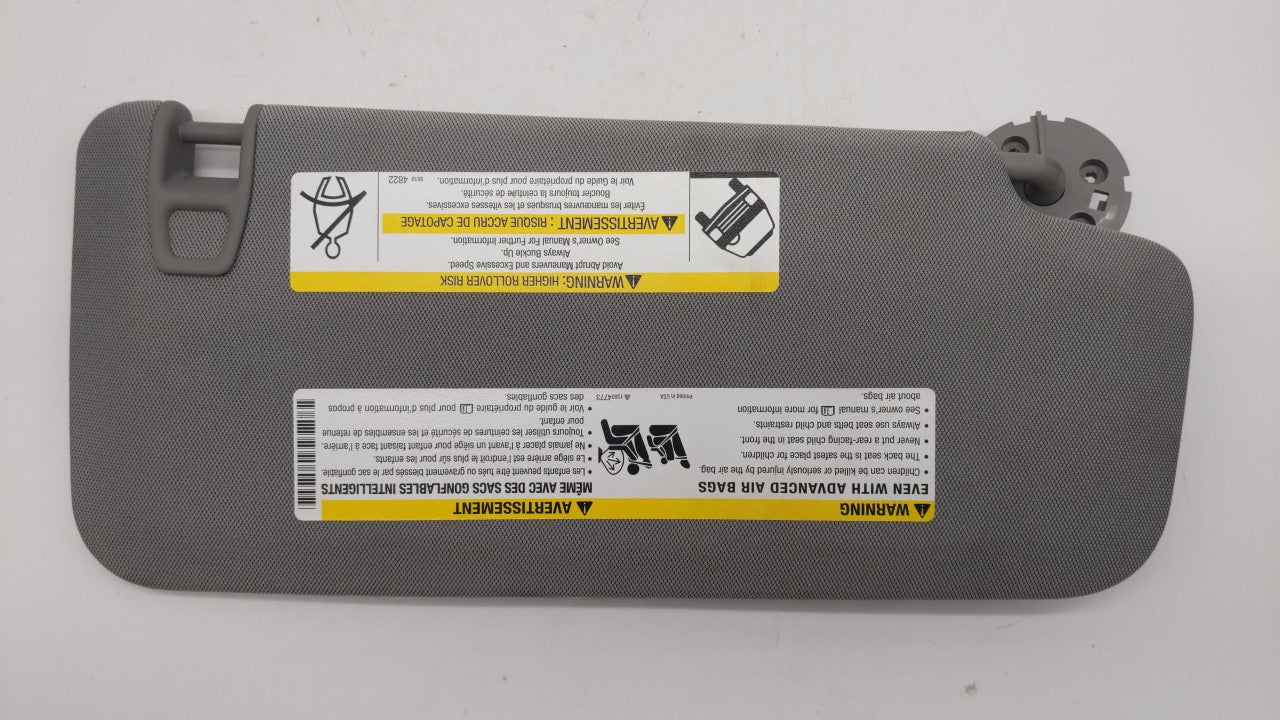 WARNING
EVEN WITH ADVANCED AIR BAGS
• Children can be killed or seriously injured by the air bag.
• The back seat is the safest place for children.
• Never put a rear-facing child seat in the front.
• Always use seat belts and child restraints
• See owner's manual for more information
about air bags.
Printed in USA
15804773
AVERTISSEMENT
MÊME AVEC DES SACS GONFLABLES INTELLIGENTS
• Les enfants peuvent être tués ou gravement blessés par le sac gonflable.
• Le siège arrière est l'endroit le plus sûr pour les enfants.
• Ne jamais placer à l'avant un siège pour enfant faisant face à l'arrière.
• Toujours utiliser les ceintures de sécurité et les ensembles de retenue
pour enfant.
• Voir le guide du propriétaire pour plus d'information à propos
des sacs gonflables.
WARNING: HIGHER ROLLOVER RISK
Avoid Abrupt Maneuvers and Excessive Speed.
Always Buckle Up.
See Owner's Manual For Further Information.
AVERTISSEMENT : RISQUE ACCRU DE CAPOTAGE
Éviter les manœuvres brusques et les vitesses excessives.
Boucler toujours la ceinture de sécurité.
Voir le Guide du propriétaire pour plus d'information.
4822